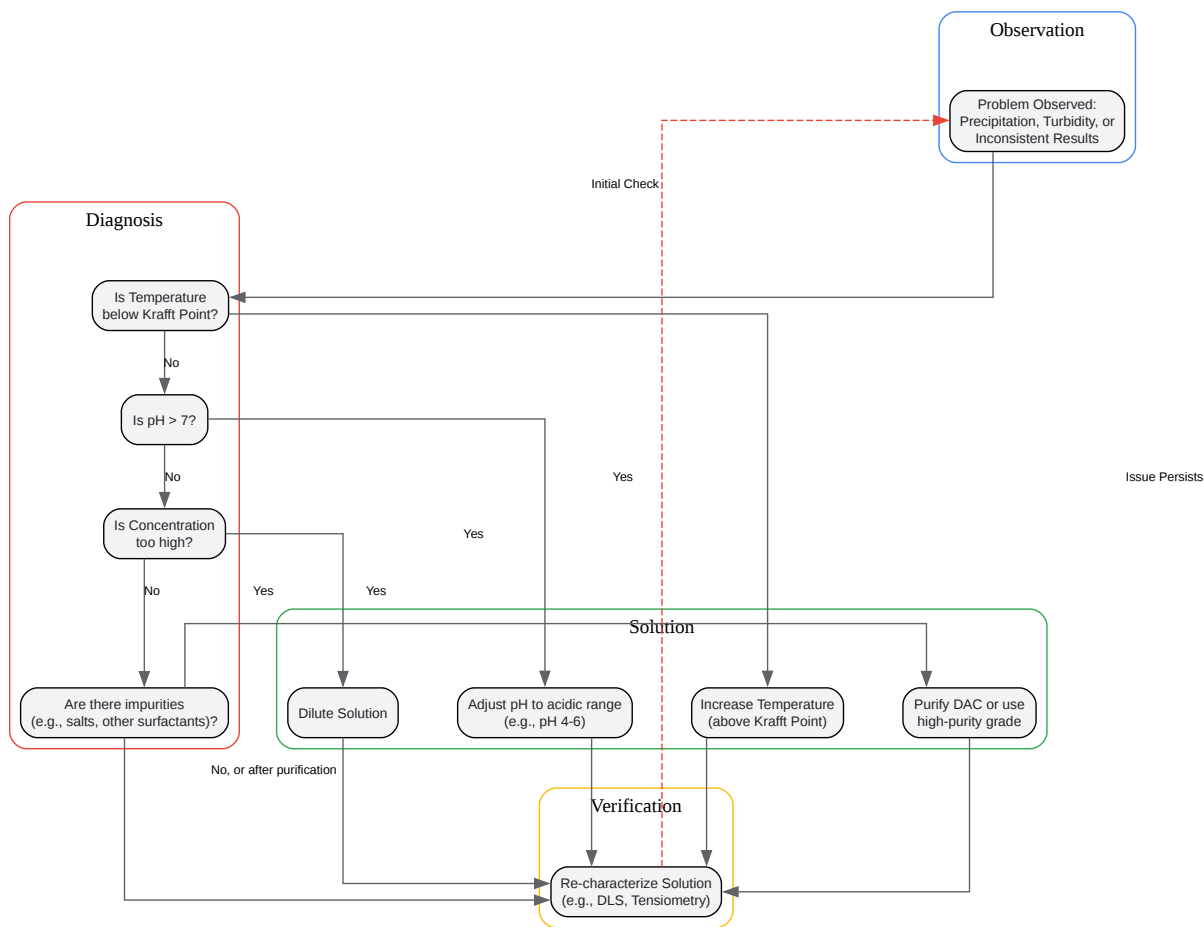 Observation
Problem Observed:
Precipitation, Turbidity, or
Inconsistent Results
Initial Check
Diagnosis
Is Temperature
below Krafft Point?
No
Is pH > 7?
No
Yes
Issue Persists
Is Concentration
too high?
Yes
No
Yes
Yes
Solution
Are there impurities
(e.g., salts, other surfactants)?
Dilute Solution
Adjust pH to acidic range
(e.g., pH 4-6)
Increase Temperature
(above Krafft Point)
Purify DAC or use
high-purity grade
No, or after purification
Verification
Re-characterize Solution
(e.g., DLS, Tensiometry)